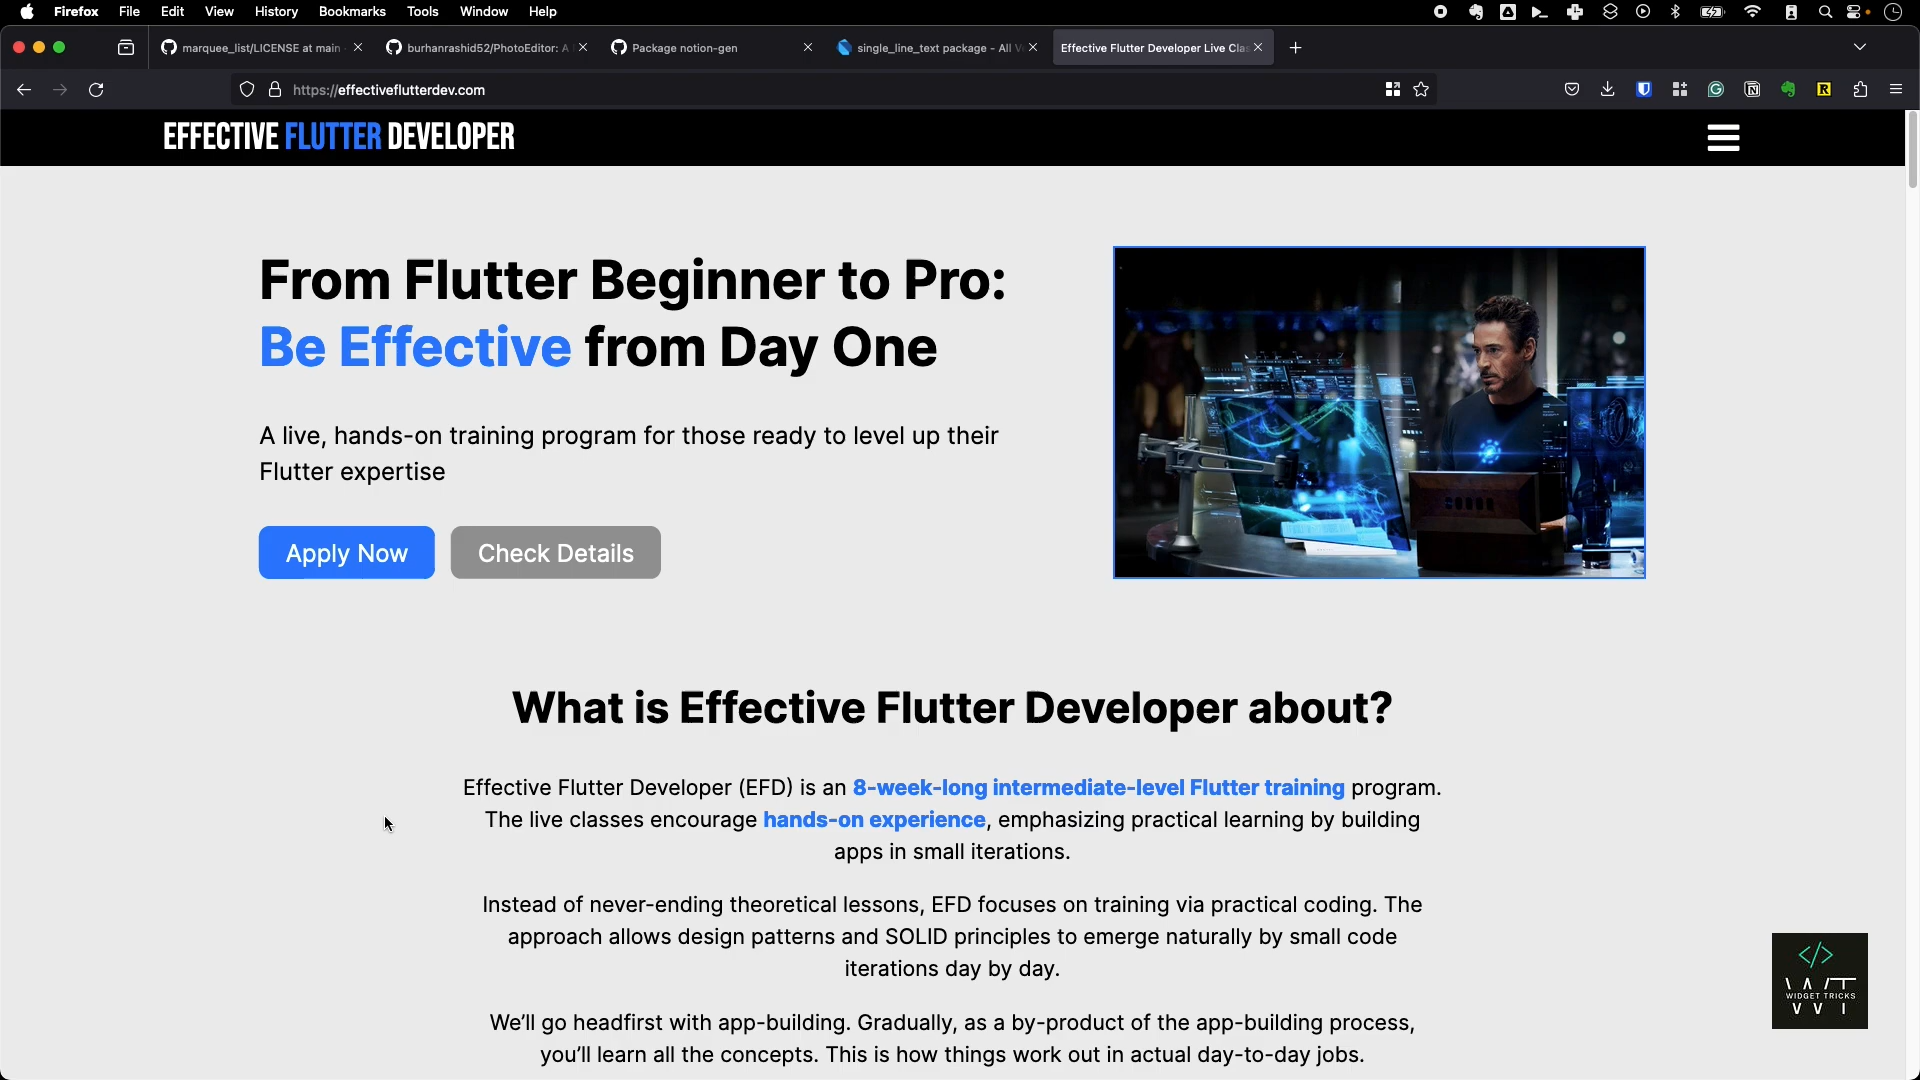 Firefox File Edit View History Bookmarks Tools Window Help
marquee_list/LICENSE at main
burhanrashid52/PhotoEditor: A
Package notion-gen
single_line_text package - All V
Effective Flutter Developer Live Cla
https://effectiveflutterdev.com
EFFECTIVE FLUTTER DEVELOPER
From Flutter Beginner to Pro:
Be Effective from Day One
A live, hands-on training program for those ready to level up their
Flutter expertise
Apply Now
Check Details
What is Effective Flutter Developer about?
Effective Flutter Developer (EFD) is an 8-week-long intermediate-level Flutter training program.
The live classes encourage hands-on experience, emphasizing practical learning by building
apps in small iterations.
Instead of never-ending theoretical lessons, EFD focuses on training via practical coding. The
approach allows design patterns and SOLID principles to emerge naturally by small code
iterations day by day.
We'll go headfirst with app-building. Gradually, as a by-product of the app-building process,
you'll learn all the concepts. This is how things work out in actual day-to-day jobs.
</> WT
WIDGET TRICKS